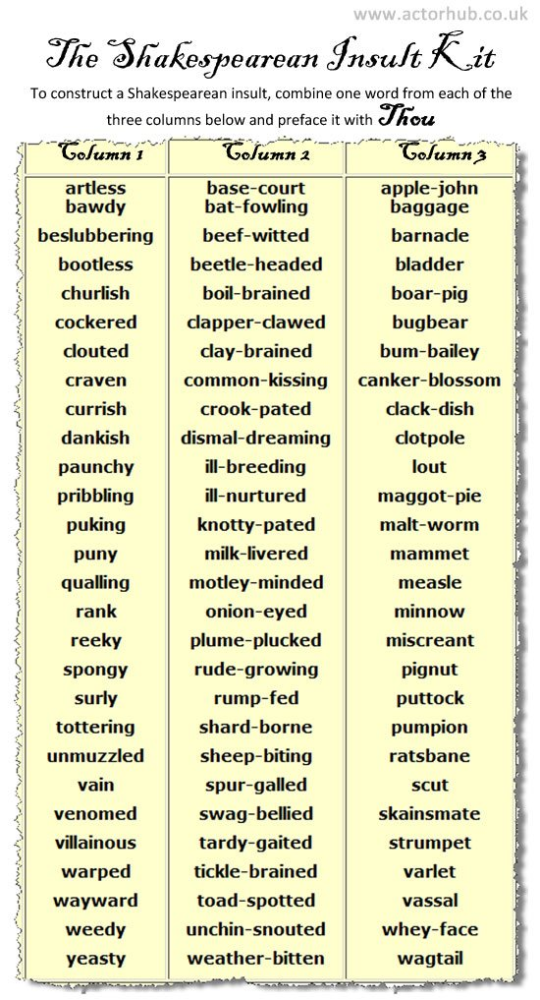 www.actorhub.co.uk
The Shakespearean Insult Kit
To construct a Shakespearean insult, combine one word from each of the
three columns below and preface it with Thou
Column 1 Column 2 Column 3
artless base-court apple-john
bawdy bat-fowling baggage
beslubbering beef-witted barnacle
bootless beetle-headed bladder
churlish boil-brained boar-pig
cockered clapper-clawed bugbear
clouted clay-brained bum-bailey
craven common-kissing canker-blossom
currish crook-pated clack-dish
dankish dismal-dreaming clotpole
paunchy ill-breeding lout
pribbling ill-nurtured maggot-pie
puking knotty-pated malt-worm
puny milk-livered mammet
qualling motley-minded measle
rank onion-eyed minnow
reeky plume-plucked miscreant
spongy rude-growing pignut
surly rump-fed puttock
tottering shard-borne pumpion
unmuzzled sheep-biting ratsbane
vain spur-galled scut
venomed swag-bellied skainsmate
villainous tardy-gaited strumpet
warped tickle-brained varlet
wayward toad-spotted vassal
weedy unchin-snouted whey-face
yeasty weather-bitten wagtail